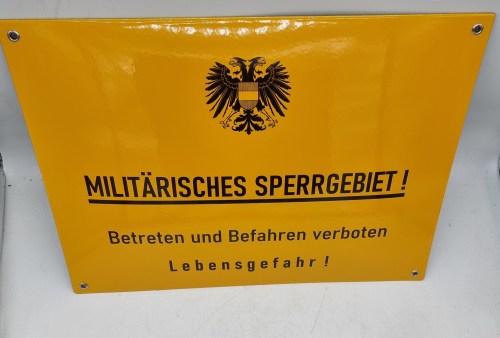 MILITÄRISCHES SPERRGEBIET!
Betreten und Befahren verboten
Lebensgefahr!